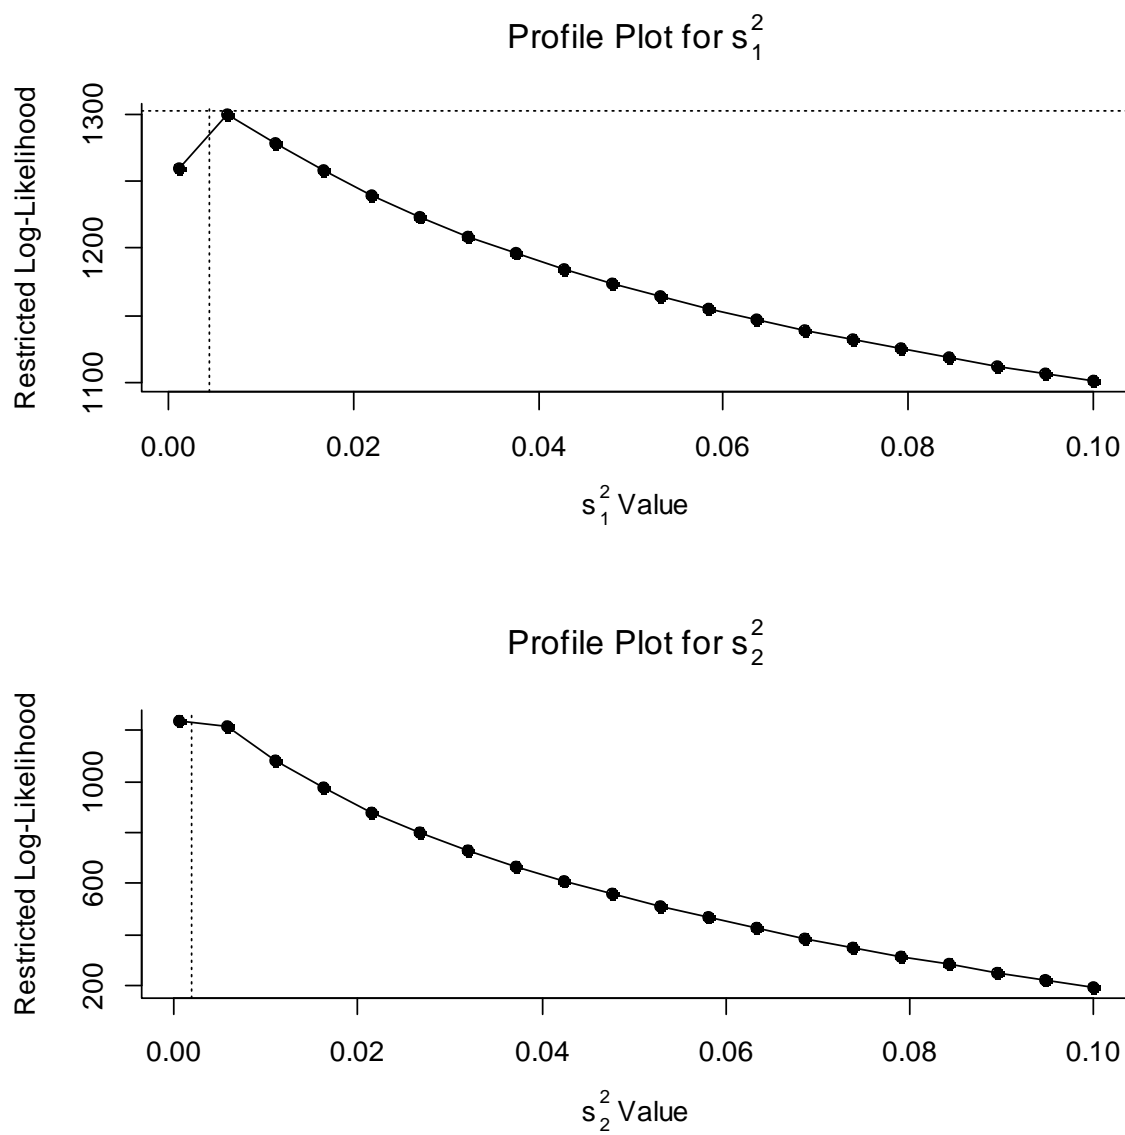 Profile Plot for s₁²
Restricted Log-Likelihood
1300
1200
1100
0.00 0.02 0.04 0.06 0.08 0.10
s₁² Value
Profile Plot for s₂²
Restricted Log-Likelihood
1000
600
200
0.00 0.02 0.04 0.06 0.08 0.10
s₂² Value